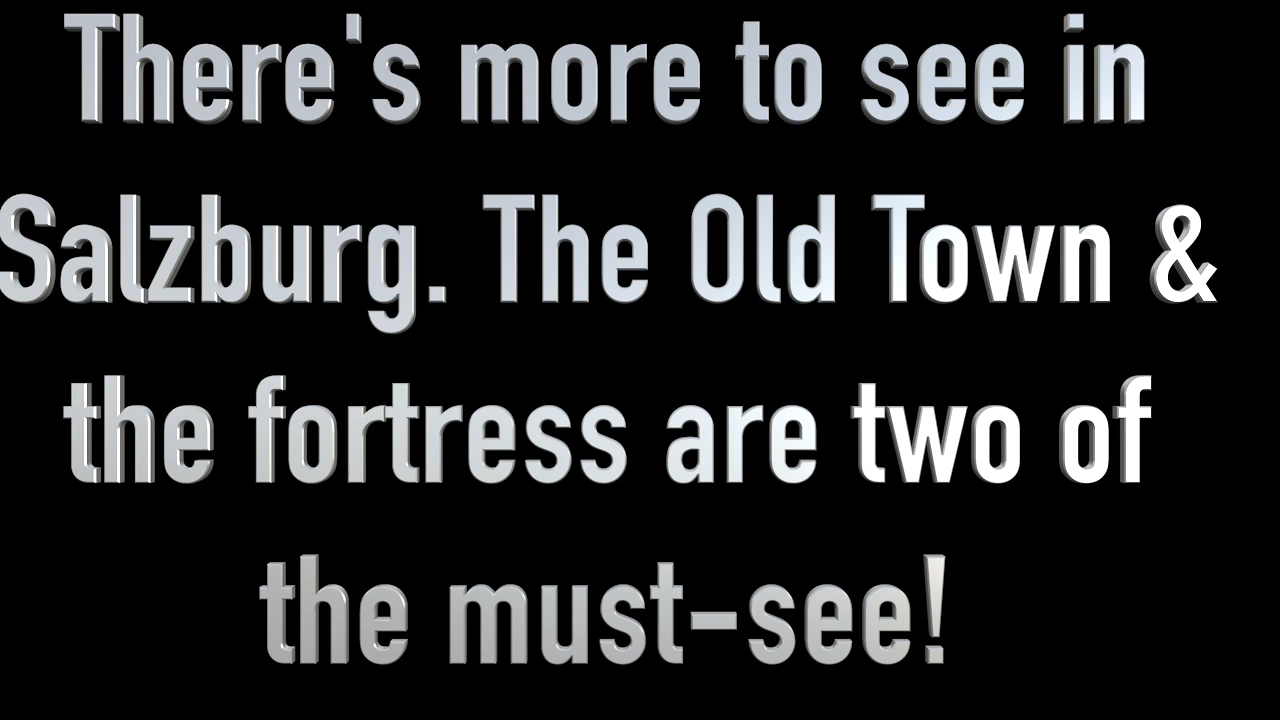 There's more to see in
Salzburg. The Old Town &
the fortress are two of
the must-see!